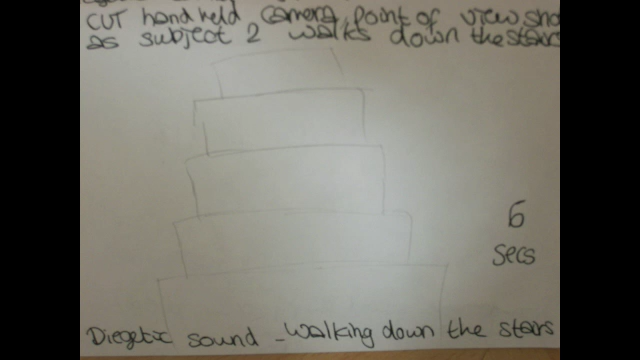 CUT hand held camera, point of view sho
as subject 2 walks down the stairs
6
secs
Diegetic sound - walking down the stairs